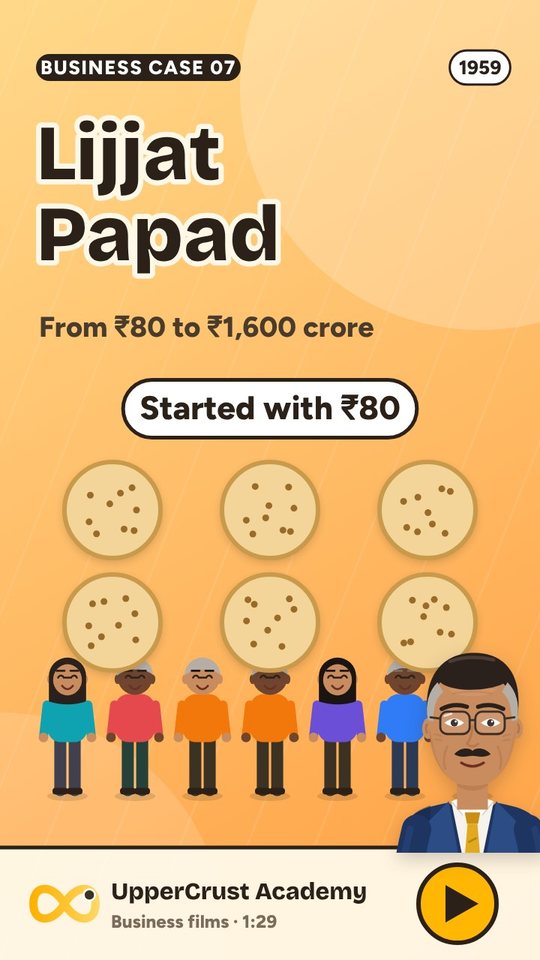 BUSINESS CASE 07
1959
Lijjat
Papad
From ₹80 to ₹1,600 crore
Started with ₹80
UpperCrust Academy
Business films · 1:29